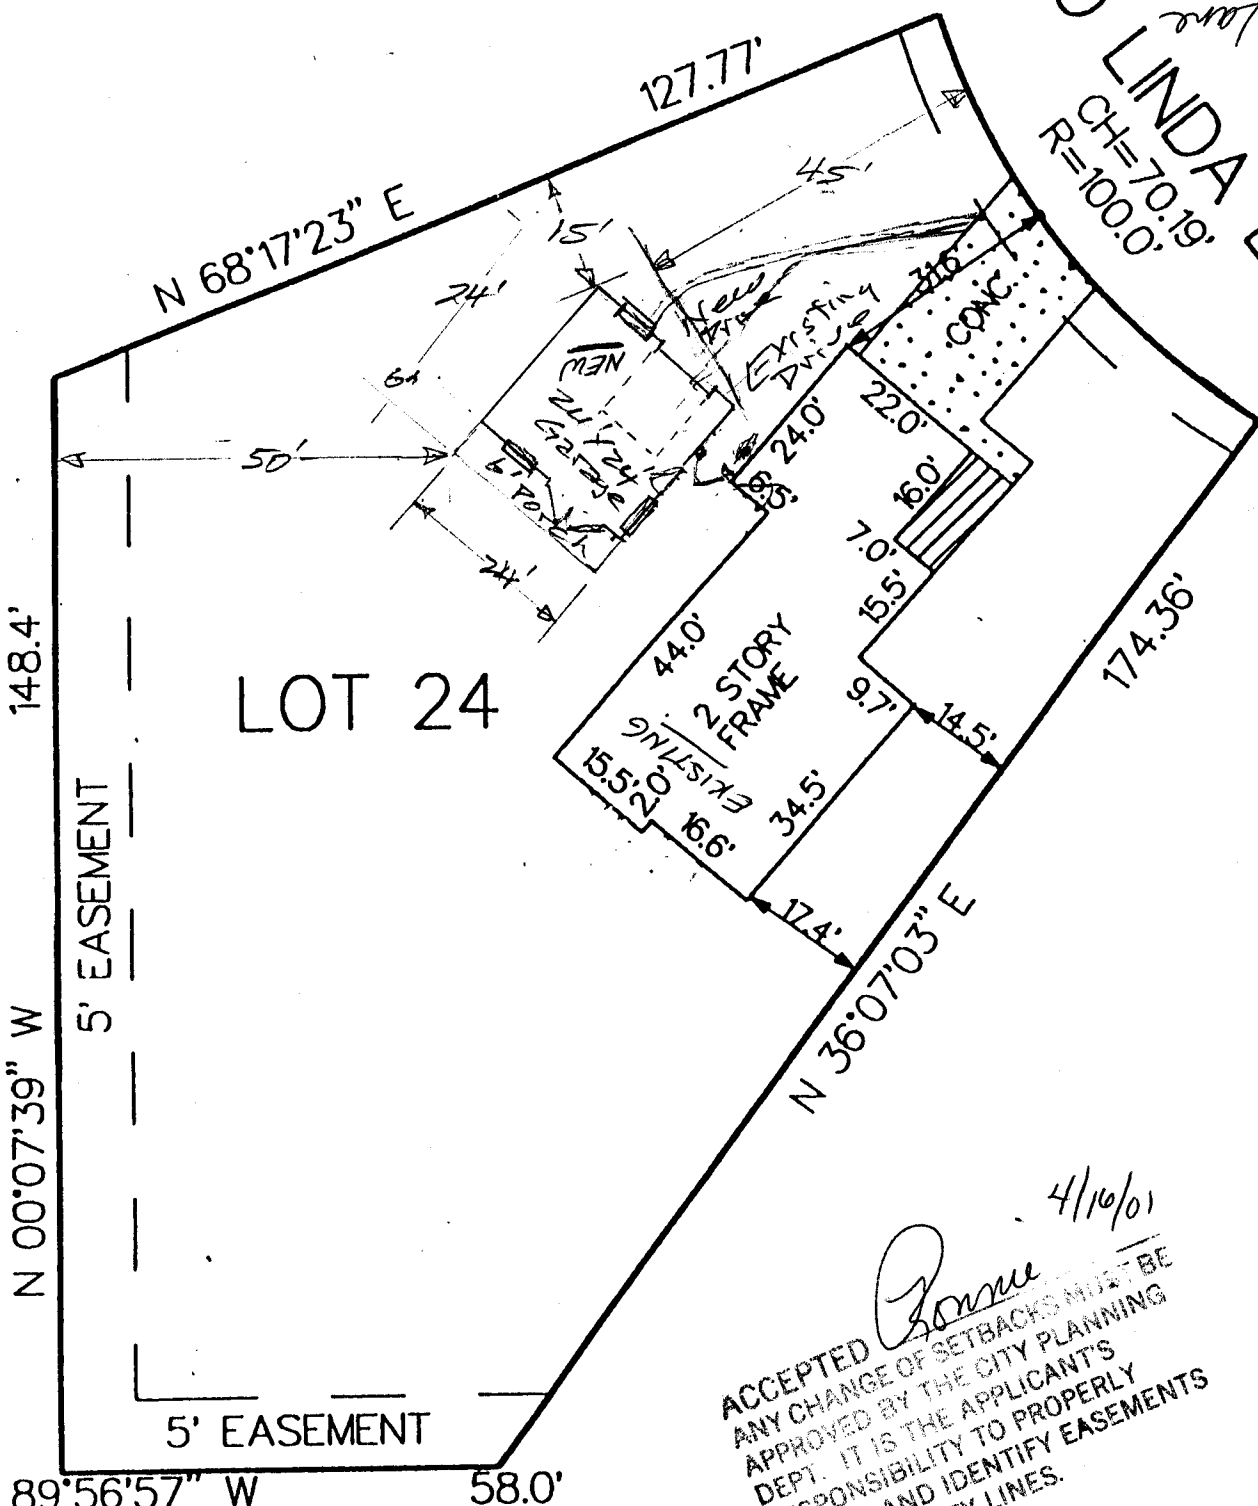 Lane
LINDA
CH=70.19'
R=100.0'
127.77'
N 68°17'23" E
45'
15'
24'
31.6'
CONC.
New
Drive
Existing
Drive
NEW
50'
22.0'
24.0'
6.5'
16.0'
7.0'
15.5'
42'
44.0'
2 STORY
FRAME
EXISTING
9.7'
14.5'
174.36'
148.4'
LOT 24
15.5'
2.0'
16.6'
34.5'
17.4'
N 36°07'03" E
5' EASEMENT
N 00°07'39" W
4/16/01
Ronnie
ACCEPTED
ANY CHANGE OF SETBACKS MUST BE
APPROVED BY THE CITY PLANNING
DEPT. IT IS THE APPLICANT'S
RESPONSIBILITY TO PROPERLY
AND IDENTIFY EASEMENTS
LINES.
5' EASEMENT
89°56'57" W
58.0'